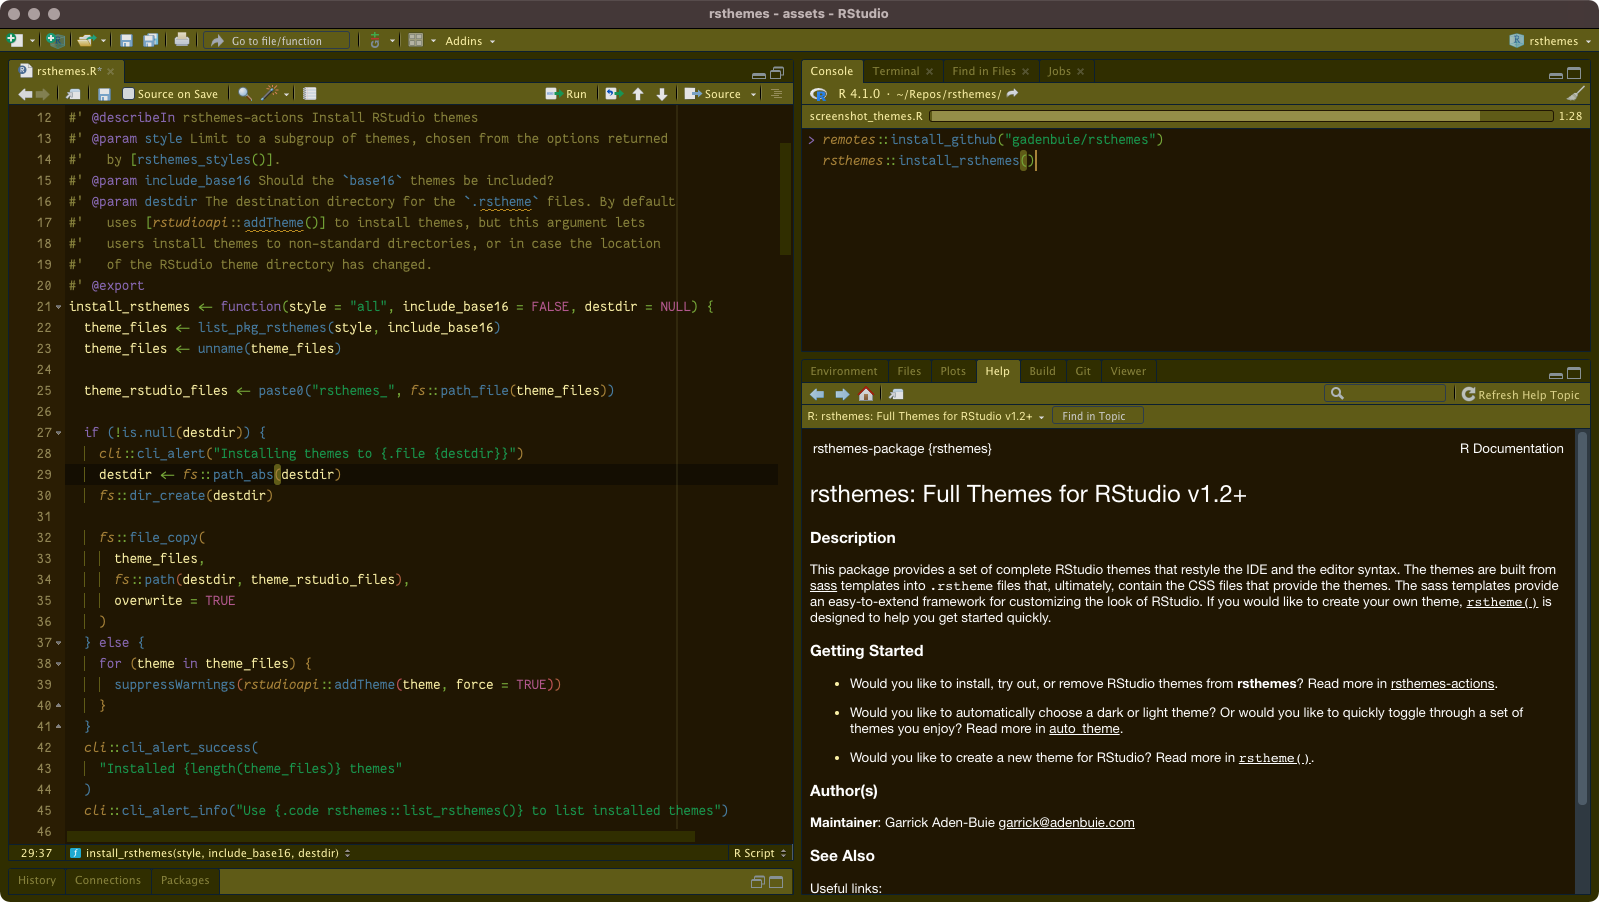 rsthemes - assets - RStudio
Go to file/function
Addins
rsthemes
rsthemes.R*
Source on Save
Run
Source
12 #' @describeIn rsthemes-actions Install RStudio themes
13 #' @param style Limit to a subgroup of themes, chosen from the options returned
14 #'   by [rsthemes_styles()].
15 #' @param include_base16 Should the `base16` themes be included?
16 #' @param destdir The destination directory for the `.rstheme` files. By default
17 #'   uses [rstudioapi::addTheme()] to install themes, but this argument lets
18 #'   users install themes to non-standard directories, or in case the location
19 #'   of the RStudio theme directory has changed.
20 #' @export
21 install_rsthemes <- function(style = "all", include_base16 = FALSE, destdir = NULL) {
22   theme_files <- list_pkg_rsthemes(style, include_base16)
23   theme_files <- unname(theme_files)
24
25   theme_rstudio_files <- paste0("rsthemes_", fs::path_file(theme_files))
26
27   if (!is.null(destdir)) {
28     cli::cli_alert("Installing themes to {.file {destdir}}")
29     destdir <- fs::path_abs(destdir)
30     fs::dir_create(destdir)
31
32     fs::file_copy(
33       theme_files,
34       fs::path(destdir, theme_rstudio_files),
35       overwrite = TRUE
36     )
37   } else {
38     for (theme in theme_files) {
39       suppressWarnings(rstudioapi::addTheme(theme, force = TRUE))
40     }
41   }
42   cli::cli_alert_success(
43     "Installed {length(theme_files)} themes"
44   )
45   cli::cli_alert_info("Use {.code rsthemes::list_rsthemes()} to list installed themes")
46
29:37 install_rsthemes(style, include_base16, destdir) R Script
History Connections Packages
Console Terminal Find in Files Jobs
R 4.1.0 · ~/Repos/rsthemes/
screenshot_themes.R 1:28
> remotes::install_github("gadenbuie/rsthemes")
rsthemes::install_rsthemes()
Environment Files Plots Help Build Git Viewer
Refresh Help Topic
R: rsthemes: Full Themes for RStudio v1.2+ Find in Topic
rsthemes-package {rsthemes} R Documentation
rsthemes: Full Themes for RStudio v1.2+
Description
This package provides a set of complete RStudio themes that restyle the IDE and the editor syntax. The themes are built from
sass templates into .rstheme files that, ultimately, contain the CSS files that provide the themes. The sass templates provide
an easy-to-extend framework for customizing the look of RStudio. If you would like to create your own theme, rstheme() is
designed to help you get started quickly.
Getting Started
• Would you like to install, try out, or remove RStudio themes from rsthemes? Read more in rsthemes-actions.
• Would you like to automatically choose a dark or light theme? Or would you like to quickly toggle through a set of
themes you enjoy? Read more in auto_theme.
• Would you like to create a new theme for RStudio? Read more in rstheme().
Author(s)
Maintainer: Garrick Aden-Buie garrick@adenbuie.com
See Also
Useful links: